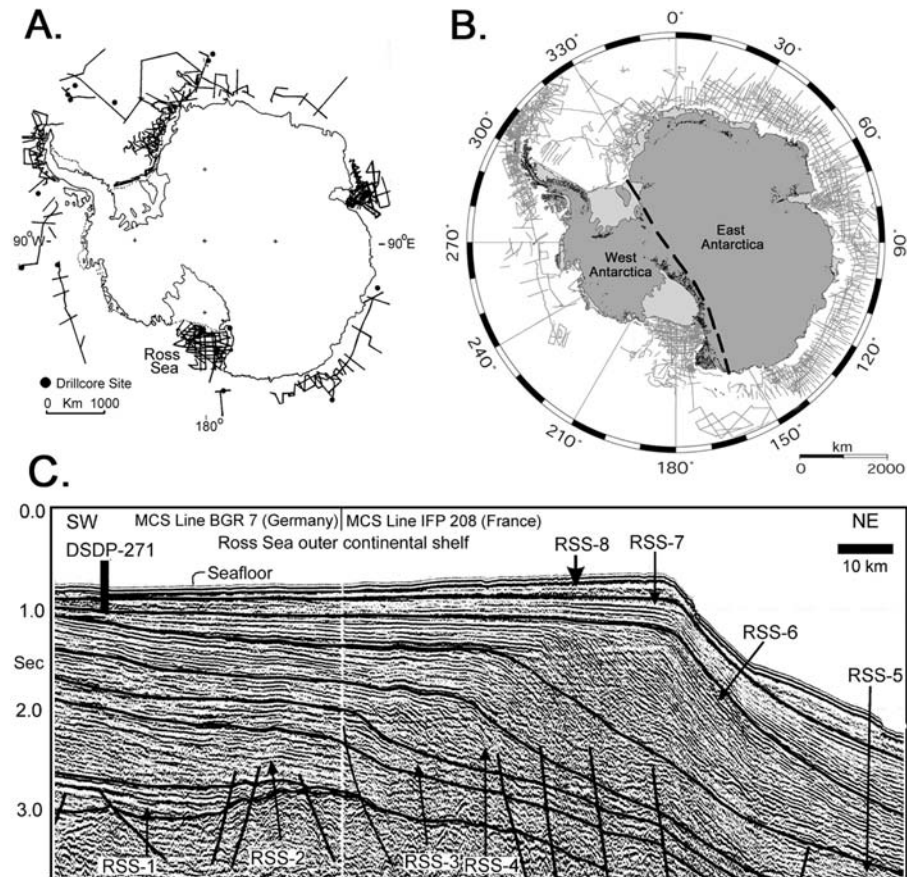 A.
90°W
90°E
Ross
Sea
Drillcore Site
0 Km 1000
180°
B.
0°
30°
60°
90°
120°
150°
180°
210°
240°
270°
300°
330°
East
Antarctica
West
Antarctica
km
0 2000
C.
0.0
SW
MCS Line BGR 7 (Germany)
MCS Line IFP 208 (France)
NE
DSDP-271
Ross Sea outer continental shelf
RSS-8
RSS-7
10 km
Seafloor
1.0
Sec
RSS-6
RSS-5
2.0
3.0
RSS-1
RSS-2
RSS-3
RSS-4